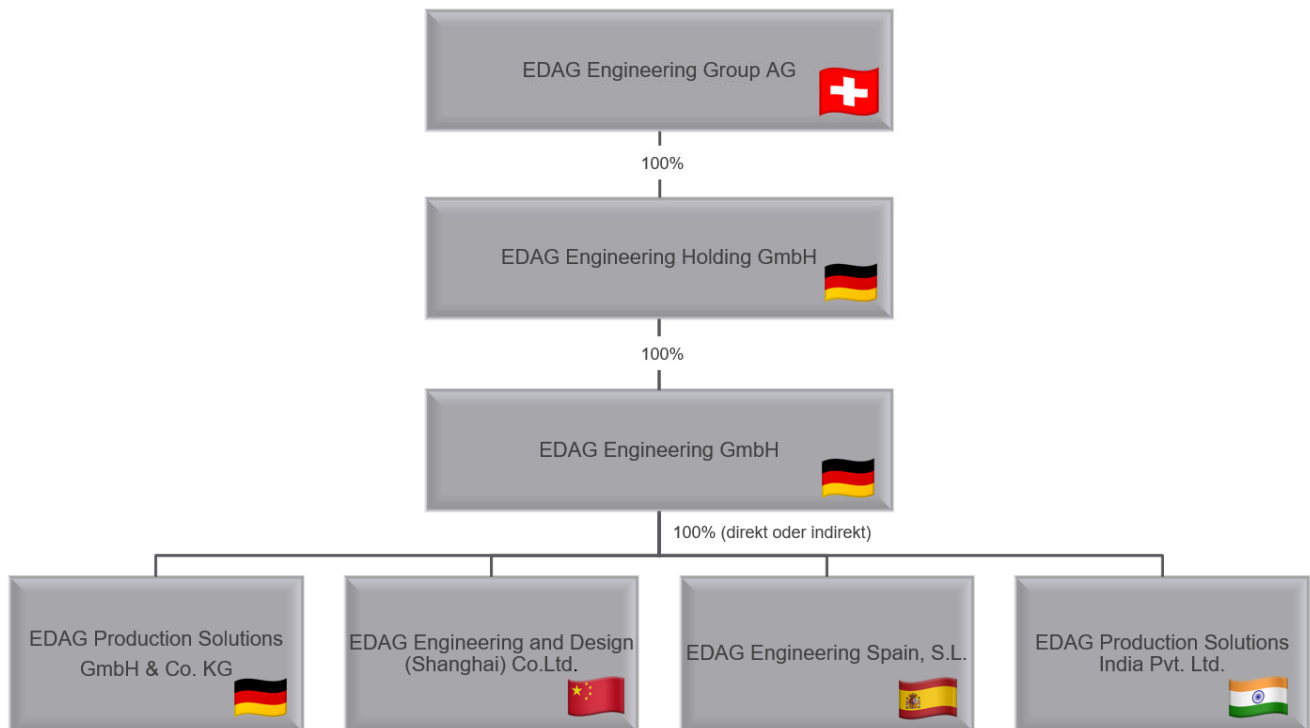 EDAG Engineering Group AG
100%
EDAG Engineering Holding GmbH
100%
EDAG Engineering GmbH
100% (direkt oder indirekt)
EDAG Production Solutions
GmbH & Co. KG
EDAG Engineering and Design
(Shanghai) Co.Ltd.
EDAG Engineering Spain, S.L.
EDAG Production Solutions
India Pvt. Ltd.